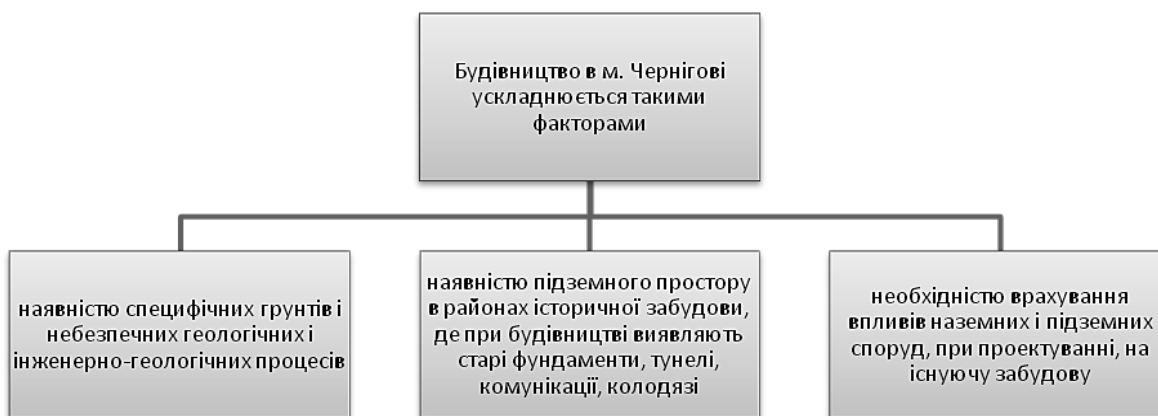 Будівництво в м. Чернігові
ускладнюється такими
факторами
наявністю специфічних грунтів і
небезпечних геологічних і
інженерно-геологічних процесів
наявністю підземного простору
в районах історичної забудови,
де при будівництві виявляють
старі фундаменти, тунелі,
комунікації, колодязі
необхідністю врахування
впливів наземних і підземних
споруд, при проектуванні, на
існуючу забудову